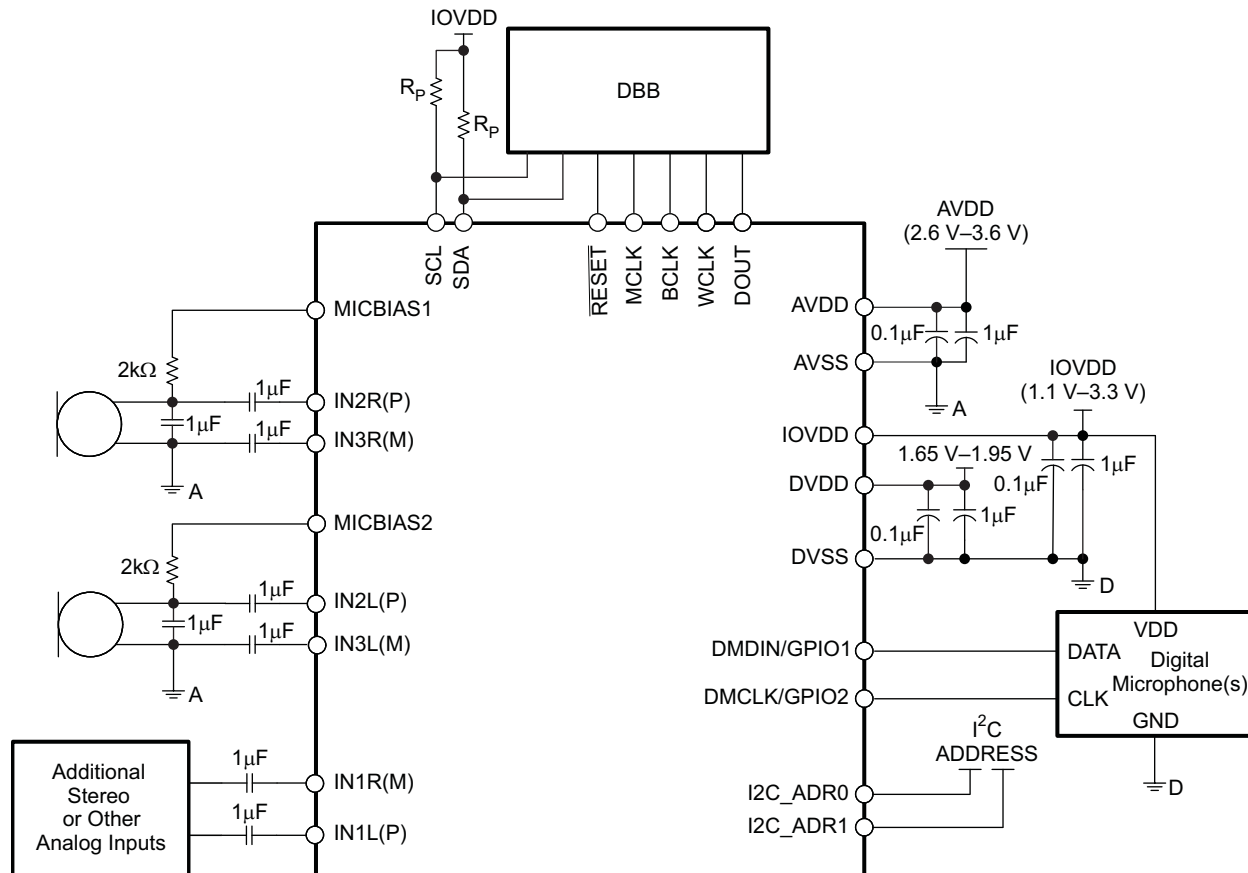 IOVDD
R_P
R_P
DBB
SCL
SDA
RESET
MCLK
BCLK
WCLK
DOUT
AVDD
(2.6 V–3.6 V)
MICBIAS1
2kΩ
1µF
IN2R(P)
1µF
1µF
IN3R(M)
A
MICBIAS2
2kΩ
1µF
IN2L(P)
1µF
1µF
IN3L(M)
A
Additional
Stereo
or Other
Analog Inputs
1µF
IN1R(M)
1µF
IN1L(P)
AVDD
0.1µF
1µF
AVSS
A
IOVDD
(1.1 V–3.3 V)
IOVDD
1.65 V–1.95 V
0.1µF
1µF
DVDD
0.1µF
1µF
DVSS
D
DMDIN/GPIO1
DMCLK/GPIO2
VDD
DATA
Digital
Microphone(s)
CLK
GND
D
I²C
ADDRESS
I2C_ADR0
I2C_ADR1